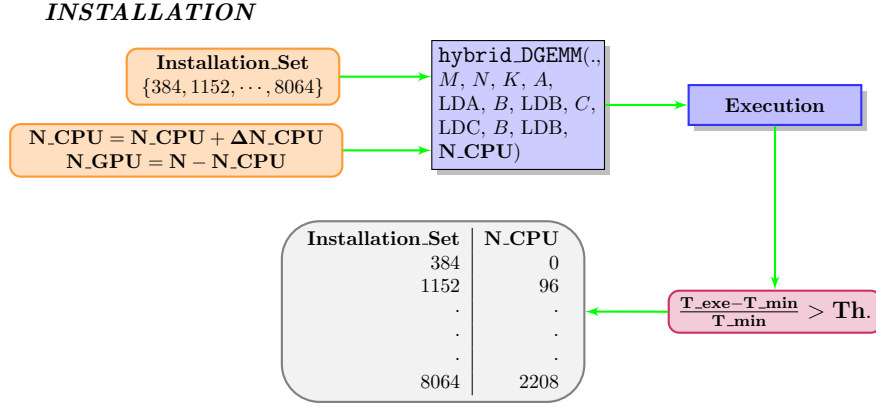 INSTALLATION
Installation_Set
{384, 1152, ⋯, 8064}
N_CPU = N_CPU + ΔN_CPU
N_GPU = N − N_CPU
hybrid_DGEMM(.,
M, N, K, A,
LDA, B, LDB, C,
LDC, B, LDB,
N_CPU)
Execution
T_exe−T_min
T_min
> Th.
Installation_Set N_CPU
384 0
1152 96
. .
. .
. .
8064 2208